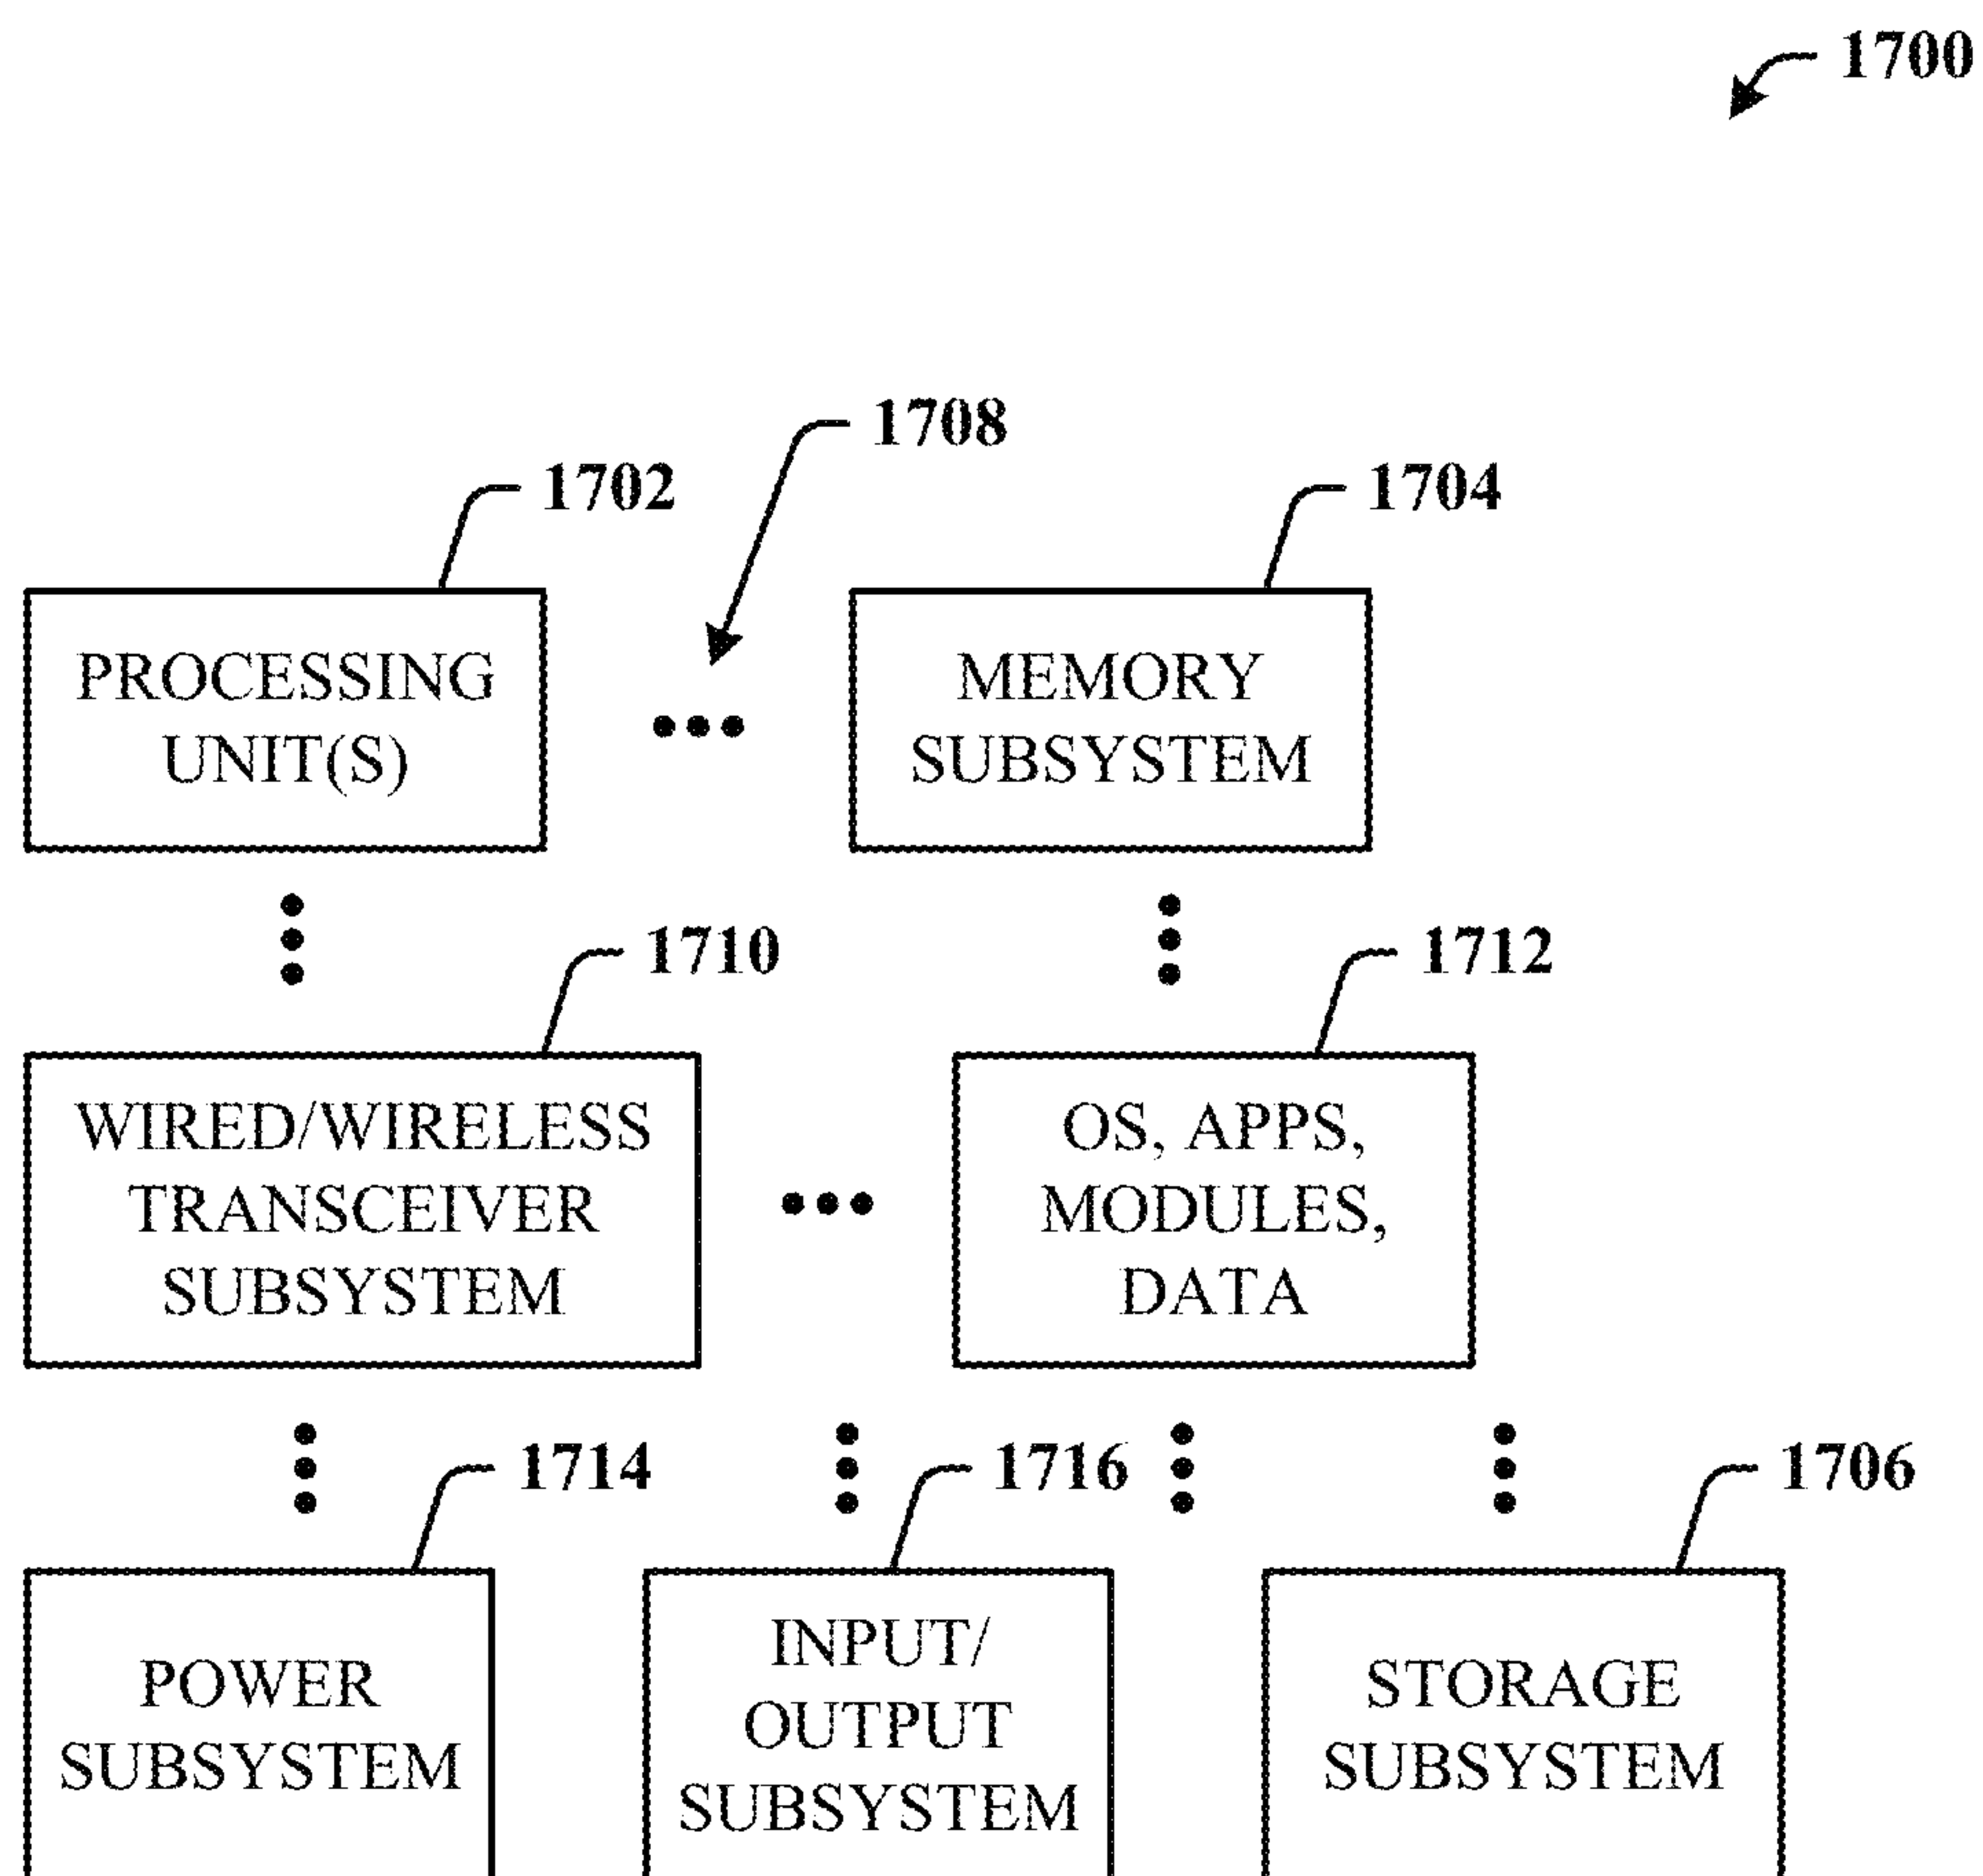 1700
1708
1702
1704
PROCESSING
UNIT(S)
MEMORY
SUBSYSTEM
1710
1712
WIRED/WIRELESS
TRANSCEIVER
SUBSYSTEM
OS, APPS,
MODULES,
DATA
1714
1716
1706
POWER
SUBSYSTEM
INPUT/
OUTPUT
SUBSYSTEM
STORAGE
SUBSYSTEM